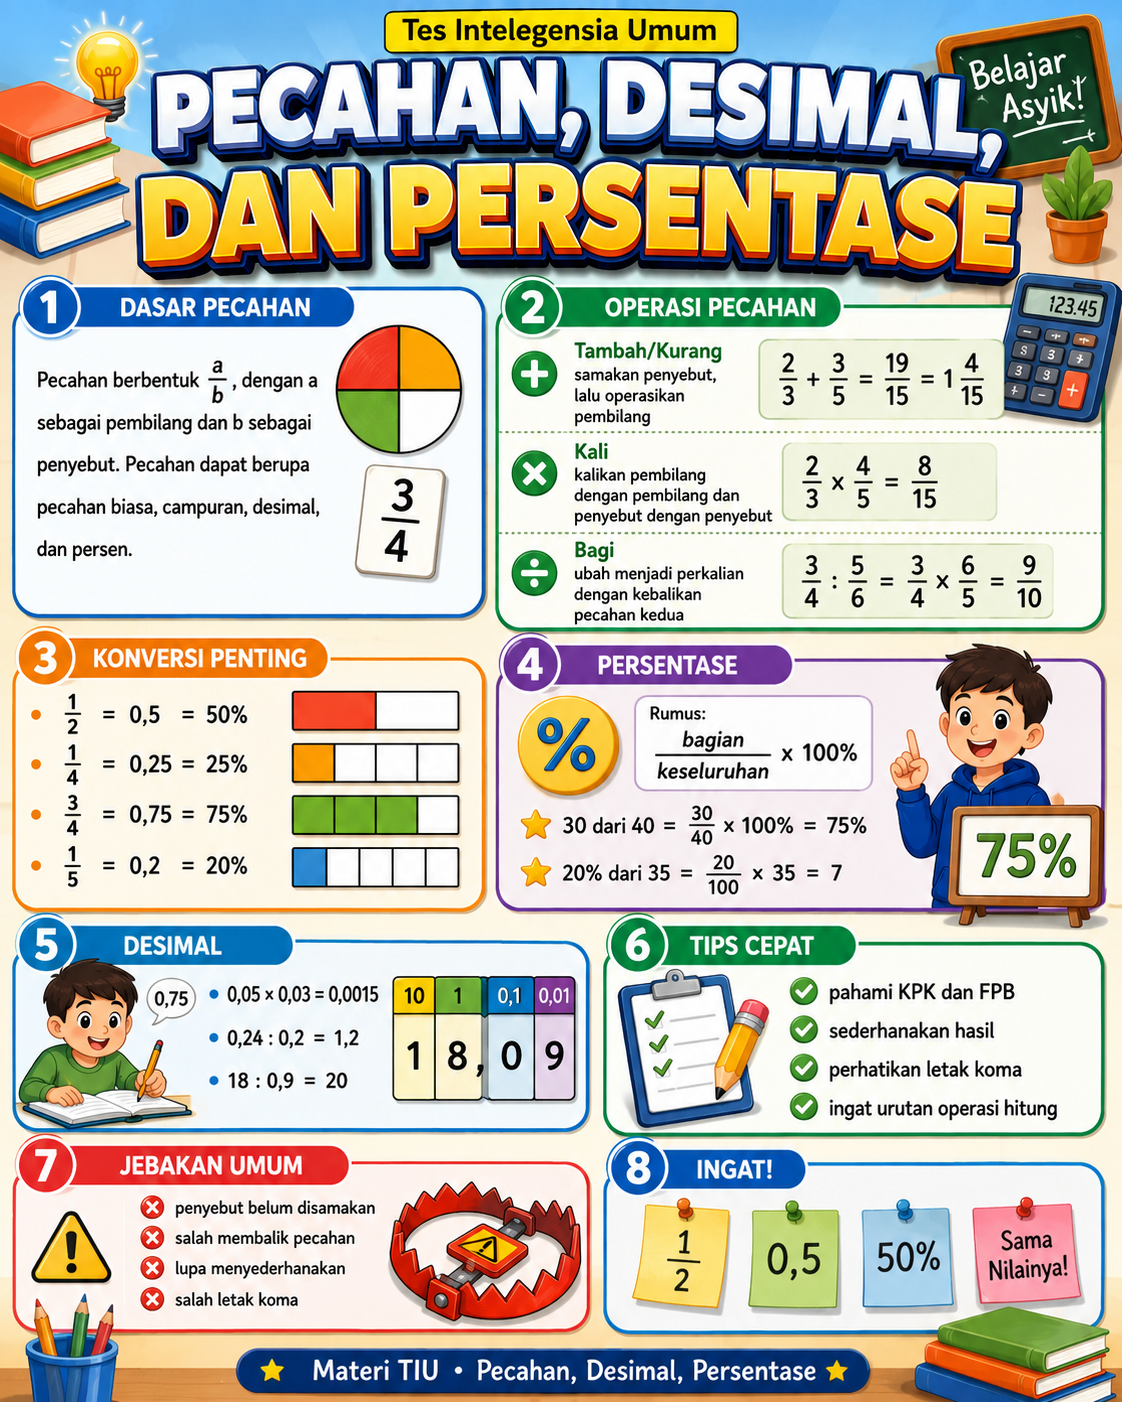 Tes Intelegensia Umum
PECAHAN, DESIMAL,
DAN PERSENTASE
Belajar
Asyik!
1 DASAR PECAHAN
Pecahan berbentuk a/b, dengan a
sebagai pembilang dan b sebagai
penyebut. Pecahan dapat berupa
pecahan biasa, campuran, desimal,
dan persen.
3/4
2 OPERASI PECAHAN
123.45
+
Tambah/Kurang
samakan penyebut,
lalu operasikan
pembilang
2/3 + 3/5 = 19/15 = 1 4/15
×
Kali
kalikan pembilang
dengan pembilang dan
penyebut dengan penyebut
2/3 × 4/5 = 8/15
÷
Bagi
ubah menjadi perkalian
dengan kebalikan
pecahan kedua
3/4 : 5/6 = 3/4 × 6/5 = 9/10
3 KONVERSI PENTING
• 1/2 = 0,5 = 50%
• 1/4 = 0,25 = 25%
• 3/4 = 0,75 = 75%
• 1/5 = 0,2 = 20%
4 PERSENTASE
%
Rumus:
bagian/keseluruhan × 100%
30 dari 40 = 30/40 × 100% = 75%
20% dari 35 = 20/100 × 35 = 7
75%
5 DESIMAL
0,75
• 0,05 × 0,03 = 0,0015
• 0,24 : 0,2 = 1,2
• 18 : 0,9 = 20
10 1 0,1 0,01
1 8, 0 9
6 TIPS CEPAT
pahami KPK dan FPB
sederhanakan hasil
perhatikan letak koma
ingat urutan operasi hitung
7 JEBAKAN UMUM
!
penyebut belum disamakan
salah membalik pecahan
lupa menyederhanakan
salah letak koma
8 INGAT!
1/2
0,5
50%
Sama
Nilainya!
Materi TIU • Pecahan, Desimal, Persentase